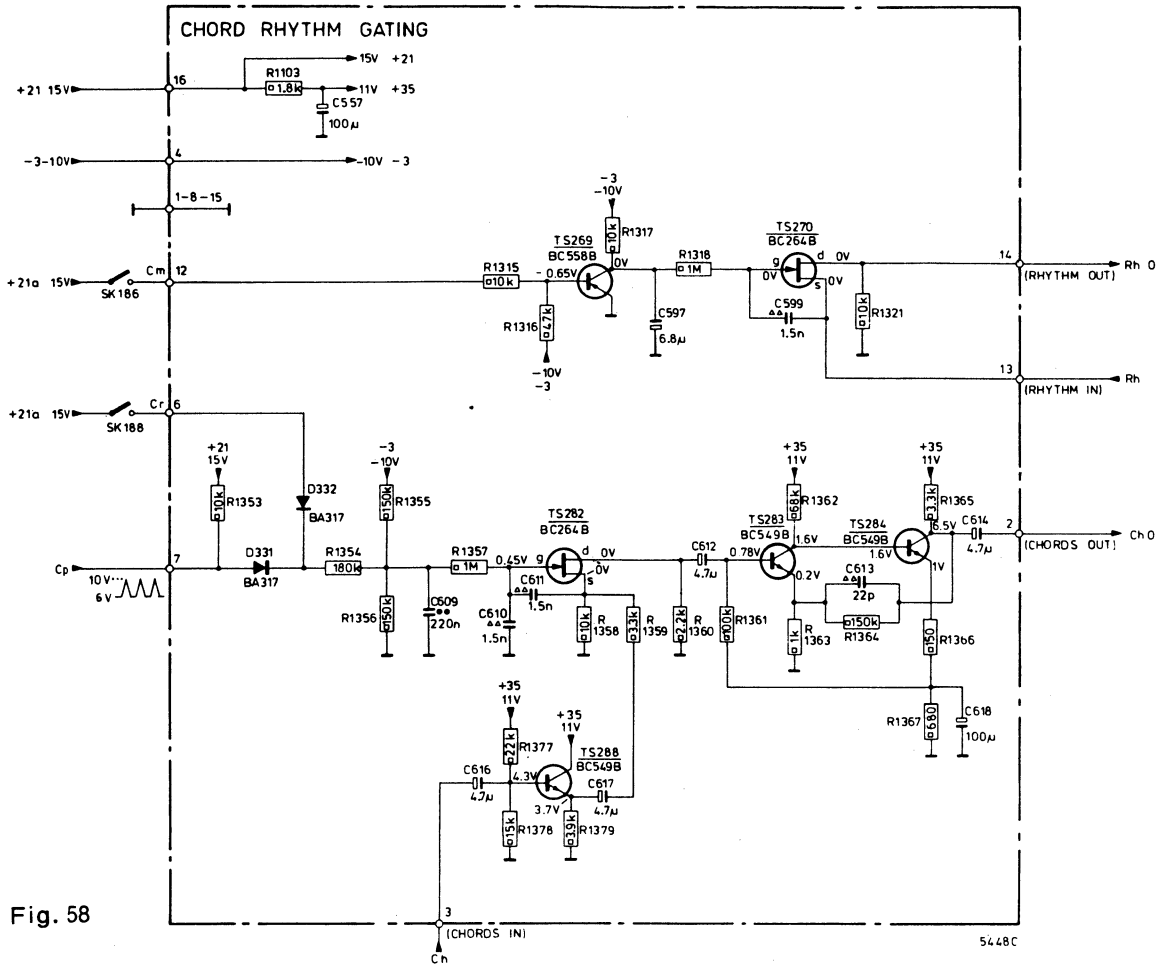 CHORD RHYTHM GATING
15V +21
+21 15V
16
R1103
1.8k
11V +35
C557
100µ
-3-10V
4
-10V -3
1-8-15
+21a 15V
SK186
Cm
12
R1315
10k
-0.65V
R1316
47k
-10V
-3
TS269
BC558B
-3
-10V
10k
R1317
0V
C597
6.8µ
R1318
1M
TS270
BC264B
g
0V
d
0V
s
0V
C599
1.5n
10k
R1321
14
(RHYTHM OUT)
Rh O
13
(RHYTHM IN)
Rh
+21a 15V
SK188
Cr
6
+21
15V
10k
R1353
D332
BA317
-3
-10V
150k
R1355
Cp
7
10V
6V
D331
BA317
R1354
180k
R1356
150k
C609
220n
R1357
1M
0.45V
C610
1.5n
C611
1.5n
TS282
BC264B
g
d
0V
s
0V
10k
R
1358
3.3k
R
1359
2.2k
R
1360
C612
4.7µ
0.78V
100k
R1361
+35
11V
68k
R1362
TS283
BC549B
1.6V
0.2V
1k
R
1363
C613
22p
150k
R1364
TS284
BC549B
1.6V
+35
11V
3.3k
R1365
6.5V
1V
150
R1366
R1367
680
C618
100µ
C614
4.7µ
2
(CHORDS OUT)
Ch O
+35
11V
22k
R1377
C616
4.7µ
4.3V
15k
R1378
+35
11V
TS288
BC549B
3.7V
3.9k
R1379
C617
4.7µ
3
(CHORDS IN)
Ch
Fig. 58
5448C